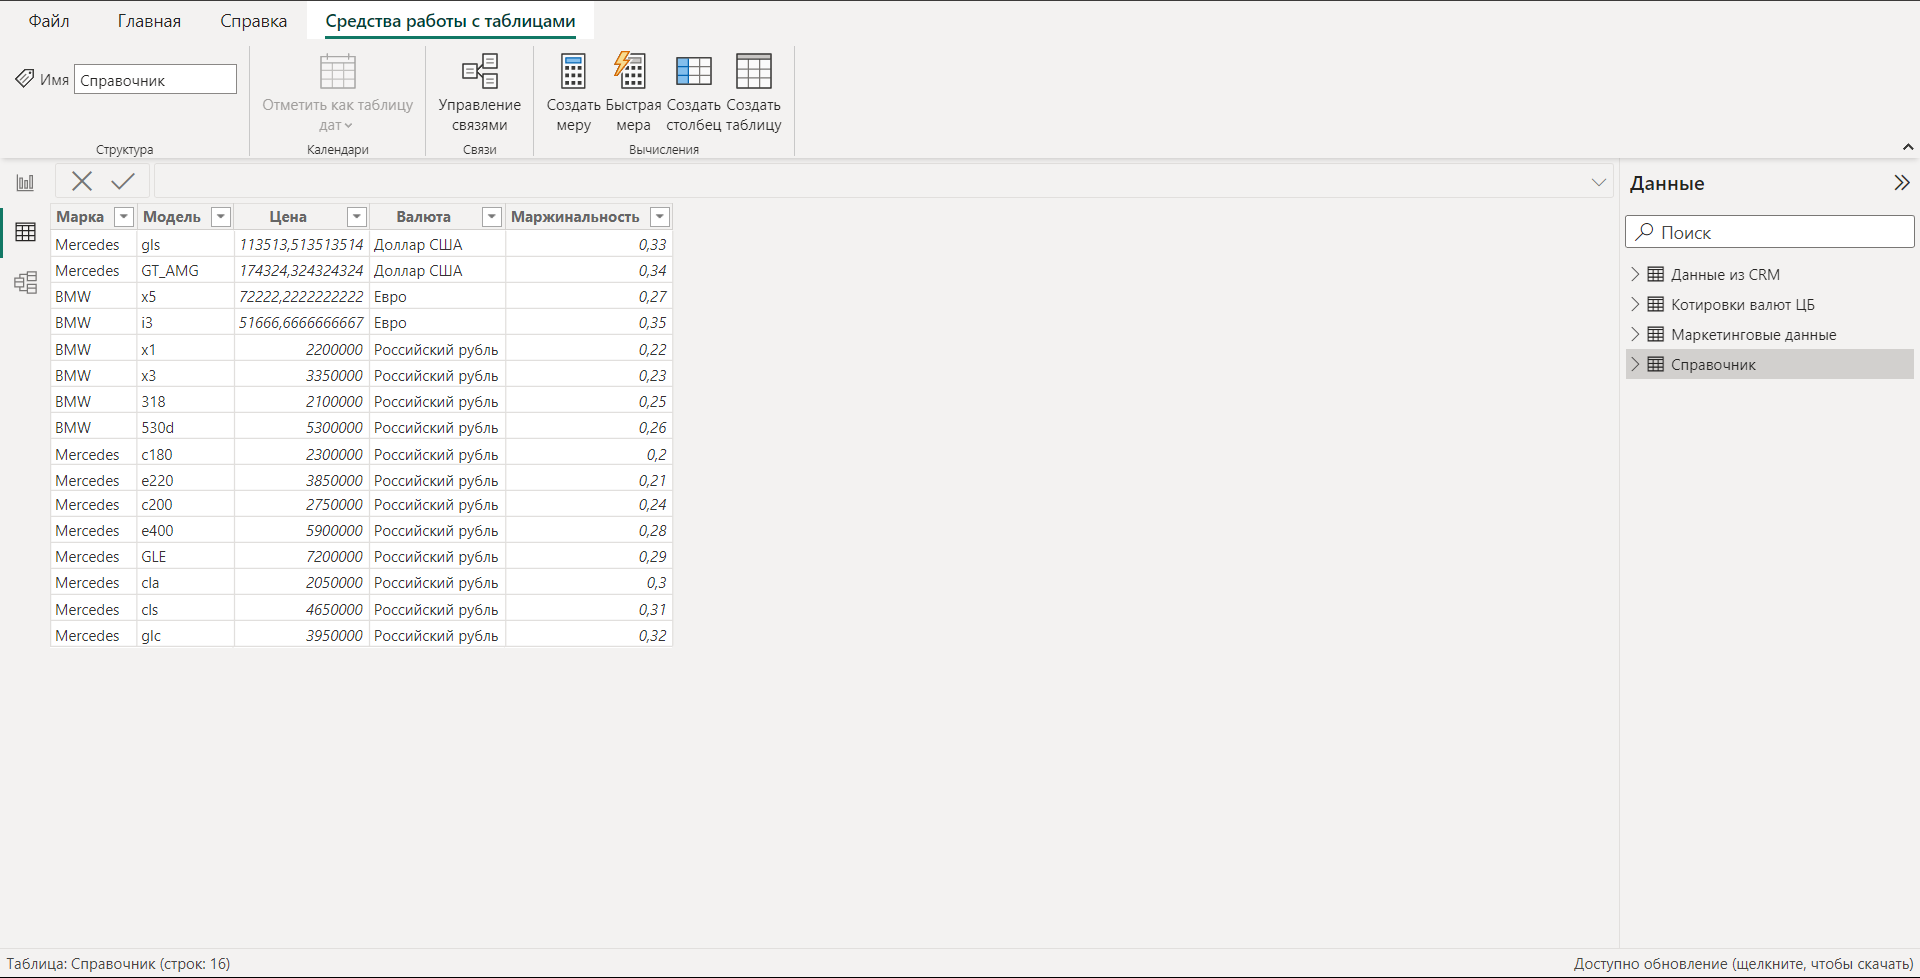 Файл Главная Справка Средства работы с таблицами
Имя Справочник
Отметить как таблицу дат
Управление связями
Создать меру
Быстрая мера
Создать столбец
Создать таблицу
Структура Календари Связи Вычисления
Марка Модель Цена Валюта Маржинальность
Mercedes gls 113513,513513514 Доллар США 0,33
Mercedes GT_AMG 174324,324324324 Доллар США 0,34
BMW x5 72222,2222222222 Евро 0,27
BMW i3 51666,6666666667 Евро 0,35
BMW x1 2200000 Российский рубль 0,22
BMW x3 3350000 Российский рубль 0,23
BMW 318 2100000 Российский рубль 0,25
BMW 530d 5300000 Российский рубль 0,26
Mercedes c180 2300000 Российский рубль 0,2
Mercedes e220 3850000 Российский рубль 0,21
Mercedes c200 2750000 Российский рубль 0,24
Mercedes e400 5900000 Российский рубль 0,28
Mercedes GLE 7200000 Российский рубль 0,29
Mercedes cla 2050000 Российский рубль 0,3
Mercedes cls 4650000 Российский рубль 0,31
Mercedes glc 3950000 Российский рубль 0,32
Данные
Поиск
Данные из CRM
Котировки валют ЦБ
Маркетинговые данные
Справочник
Таблица: Справочник (строк: 16)
Доступно обновление (щелкните, чтобы скачать)